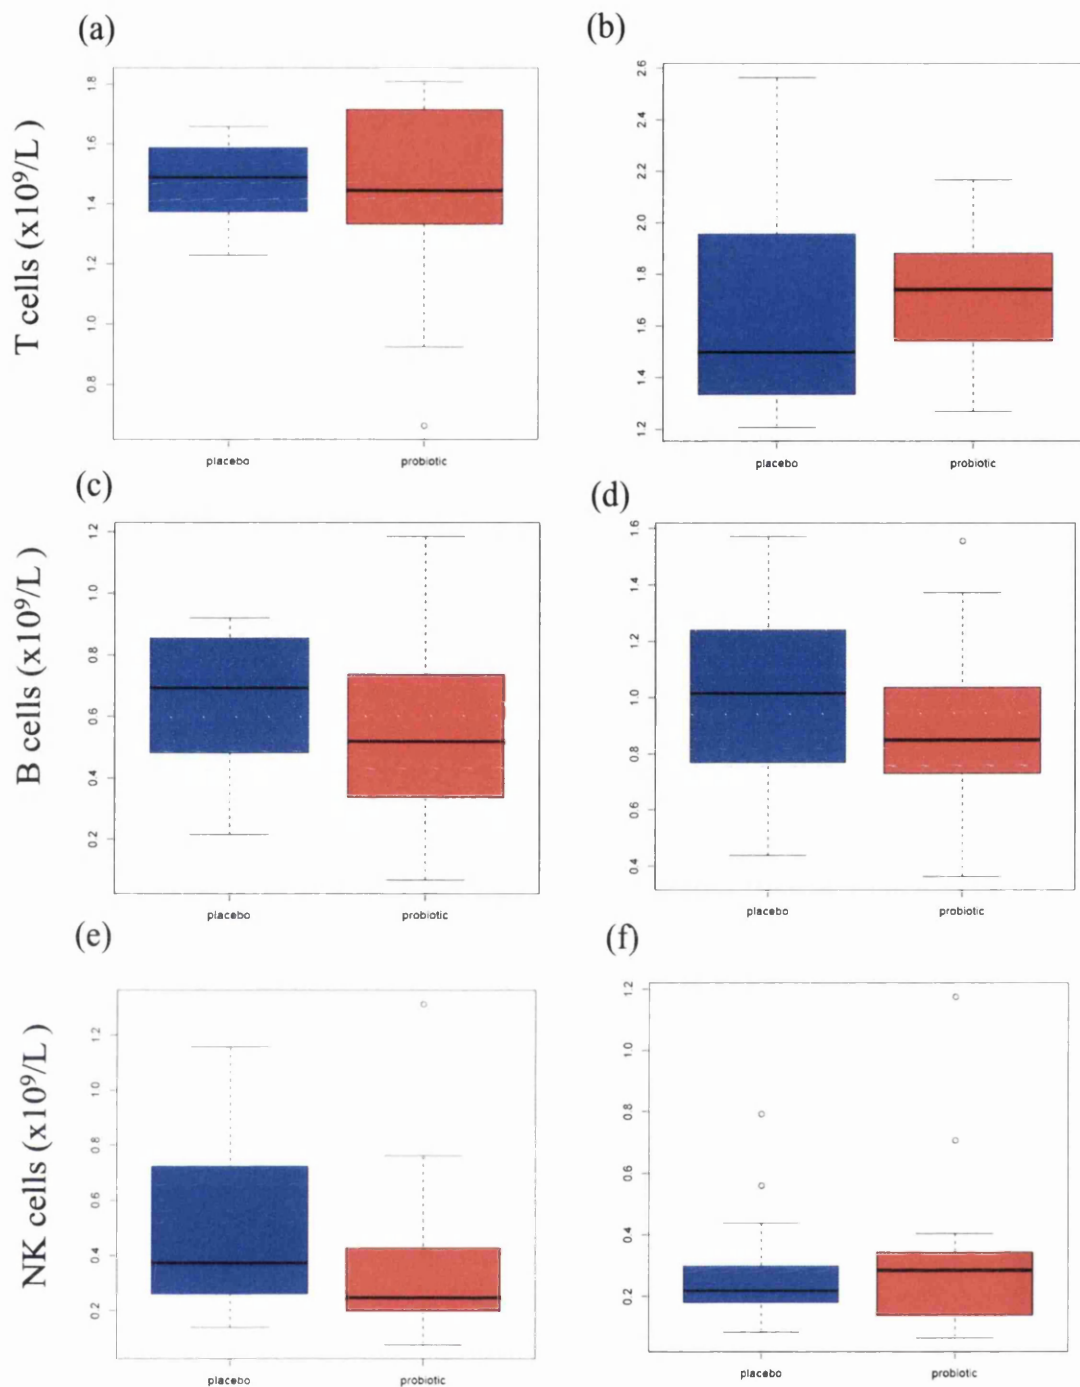 (a)
(b)
T cells (x10⁹/L )
1.8
1.6
1.4
1.2
1.0
0.8
placebo
probiotic
2.6
2.4
2.2
2.0
1.8
1.6
1.4
1.2
placebo
probiotic
(c)
(d)
B cells (x10⁹/L )
1.2
1.0
0.8
0.6
0.4
0.2
placebo
probiotic
1.6
1.4
1.2
1.0
0.8
0.6
0.4
placebo
probiotic
(e)
(f)
NK cells (x10⁹/L )
1.2
1.0
0.8
0.6
0.4
0.2
placebo
probiotic
1.2
1.0
0.8
0.6
0.4
0.2
placebo
probiotic